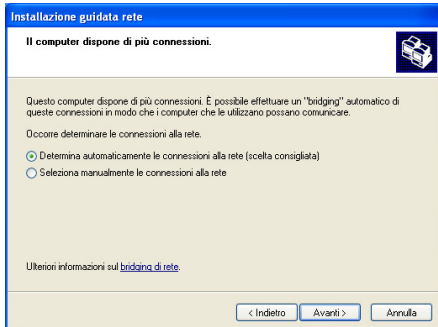 Installazione guidata rete
Il computer dispone di più connessioni.
Questo computer dispone di più connessioni. È possibile effettuare un "bridging" automatico di
queste connessioni in modo che i computer che le utilizzano possano comunicare.
Occorre determinare le connessioni alla rete.
Determina automaticamente le connessioni alla rete (scelta consigliata)
Seleziona manualmente le connessioni alla rete
Ulteriori informazioni sul bridging di rete.
< Indietro
Avanti >
Annulla